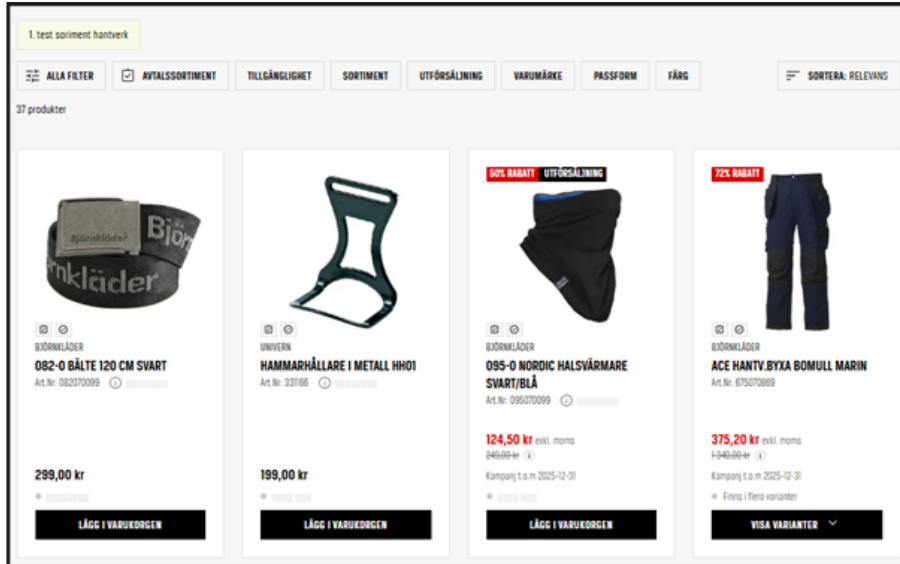 1. test soriment hantverk
ALLA FILTER
AVTALSSORTIMENT
TILLGÄNGLIGHET
SORTIMENT
UTFÖRSÄLJNING
VARUMÄRKE
PASSFORM
FÄRG
SORTERA: RELEVANS
37 produkter
Björnkläder
Björn
rnkläder
BJÖRNKLÄDER
082-0 BÄLTE 120 CM SVART
Art.Nr: 082070099
299,00 kr
LÄGG I VARUKORGEN
UNIVERN
HAMMARHÅLLARE I METALL HH01
Art.Nr: 331166
199,00 kr
LÄGG I VARUKORGEN
50% RABATT UTFÖRSÄLJNING
BJÖRNKLÄDER
095-0 NORDIC HALSVÄRMARE
SVART/BLÅ
Art.Nr: 095070099
124,50 kr exkl. moms
249,00 kr
Kampanj t.o.m 2025-12-31
LÄGG I VARUKORGEN
72% RABATT
BJÖRNKLÄDER
ACE HANTV.BYXA BOMULL MARIN
Art.Nr: 675070869
375,20 kr exkl. moms
1 340,00 kr
Kampanj t.o.m 2025-12-31
Finns i flera varianter
VISA VARIANTER